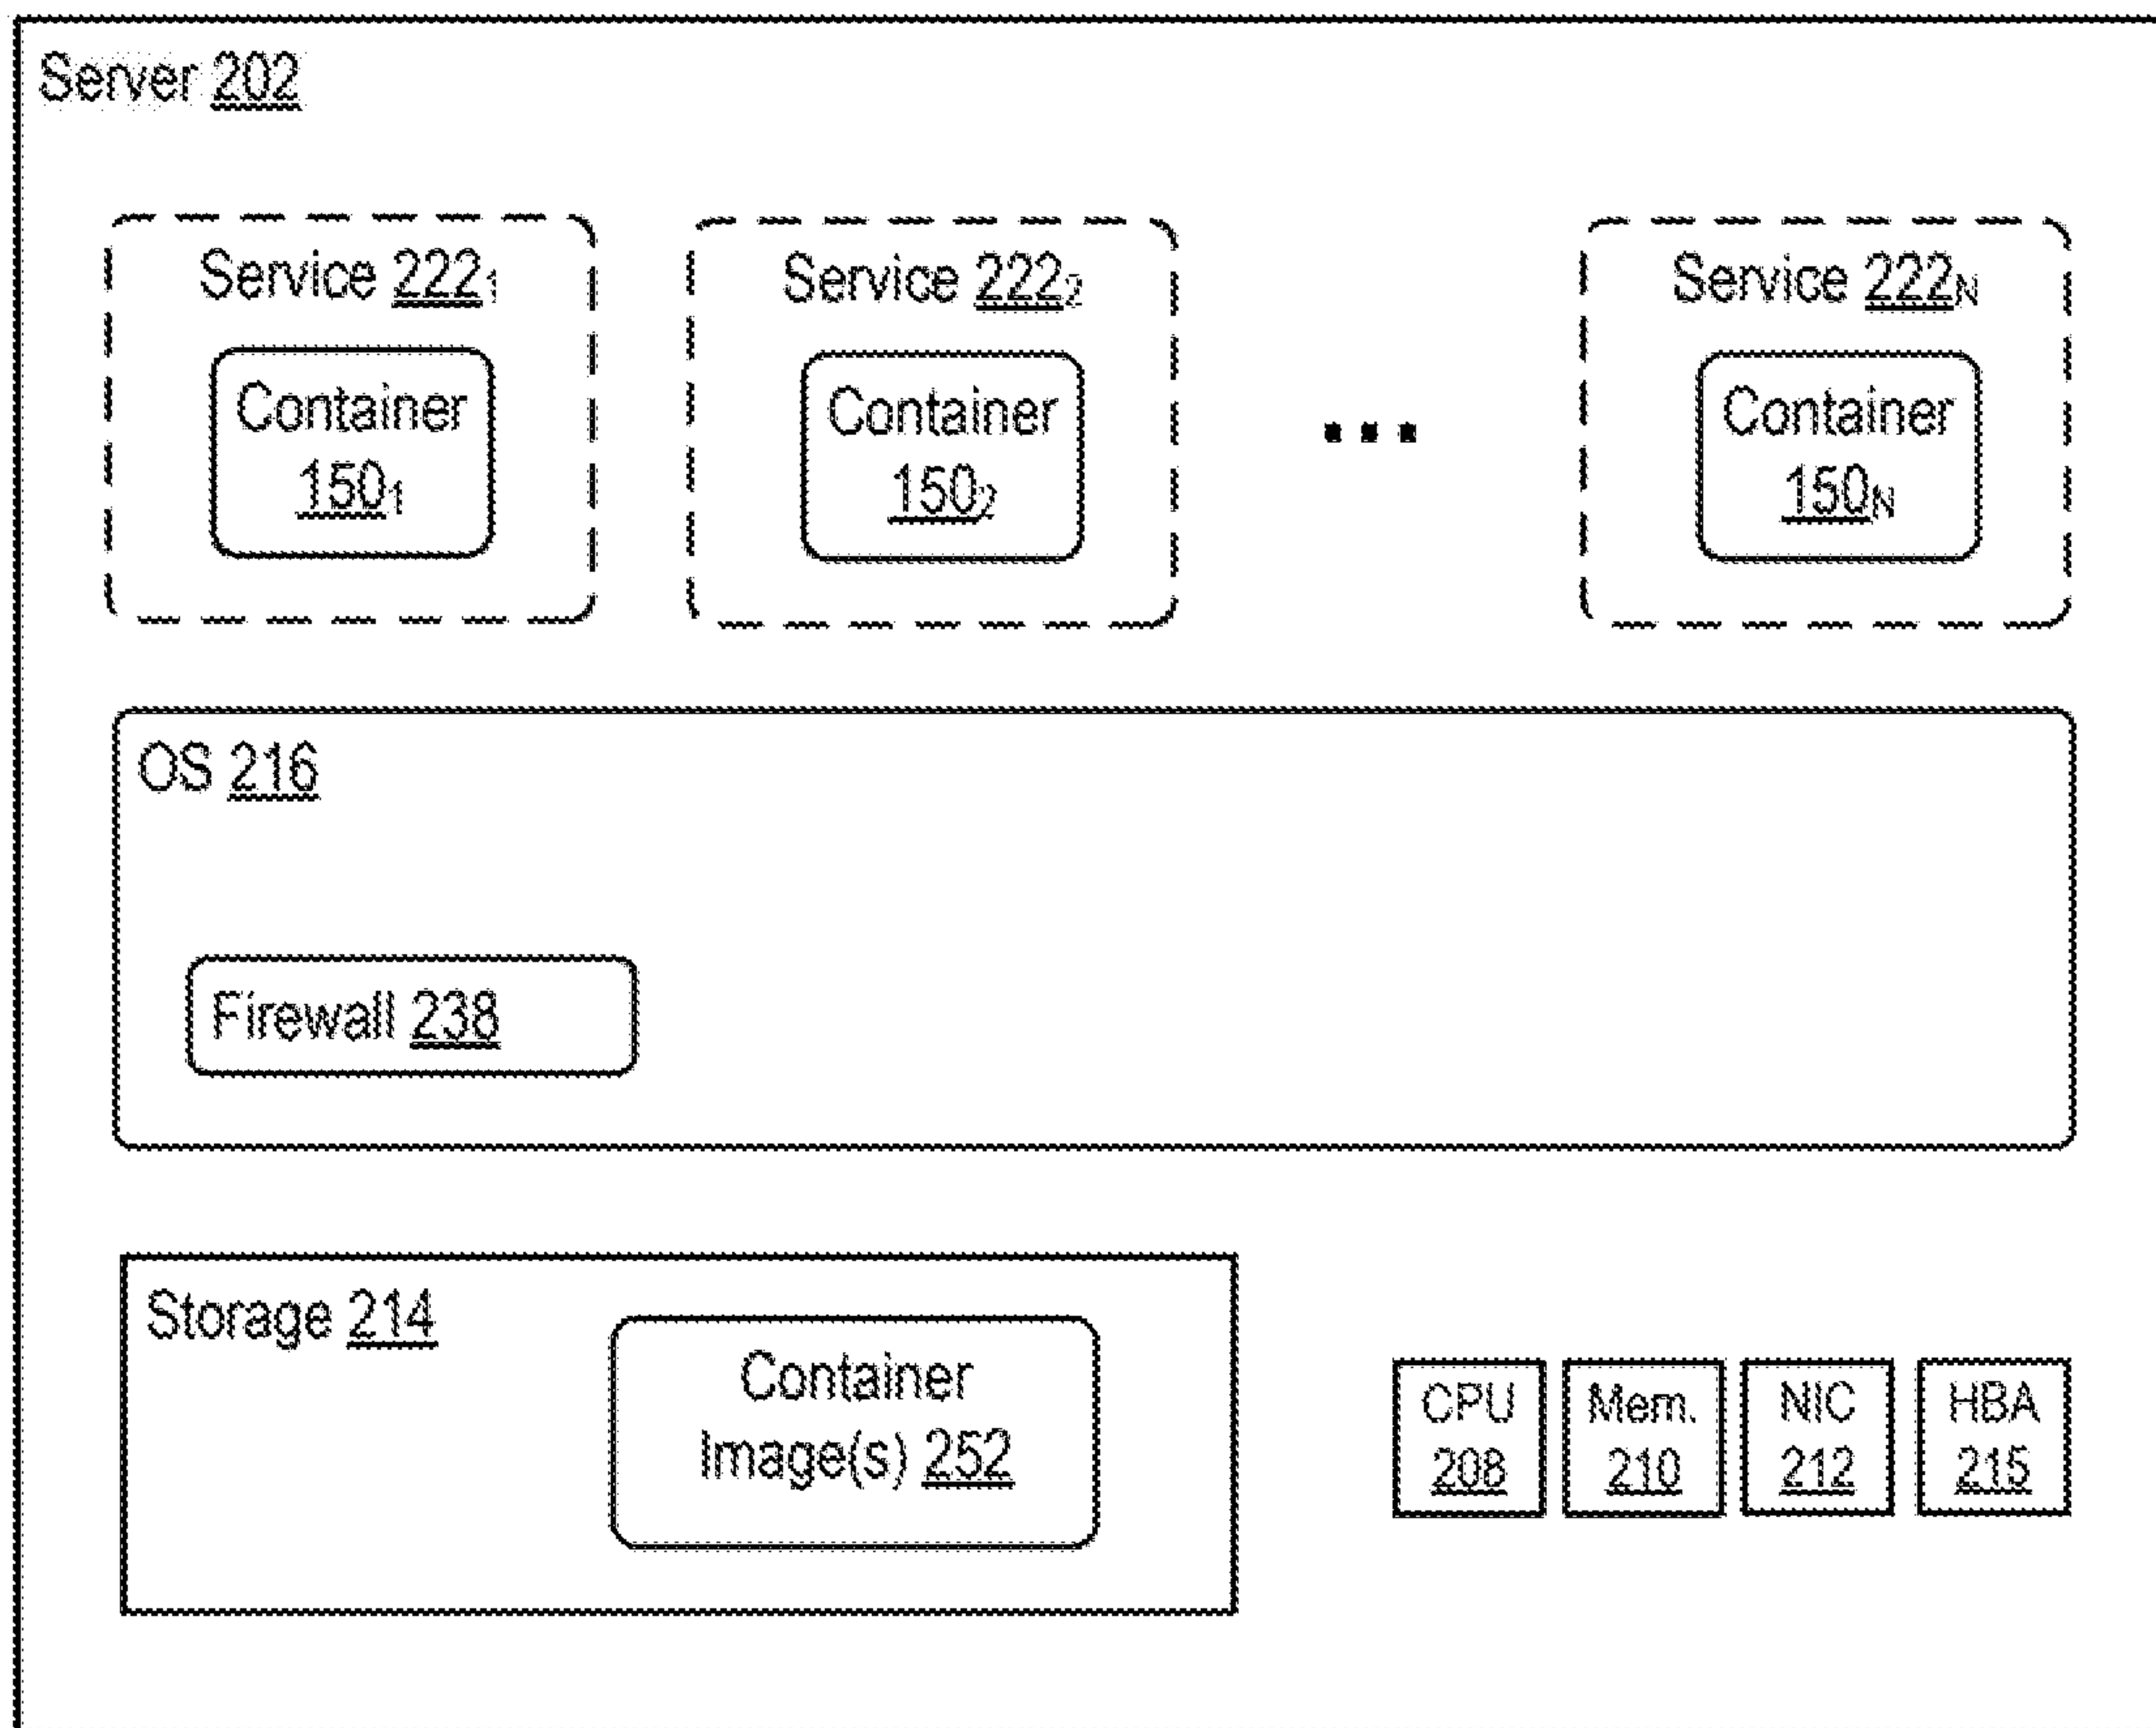 Server 202
Service 222₁ Service 222₂ Service 222N
Container Container ... Container
150₁ 150₂ 150N
OS 216
Firewall 238
Storage 214
Container
Image(s) 252
CPU Mem. NIC HBA
208 210 212 215